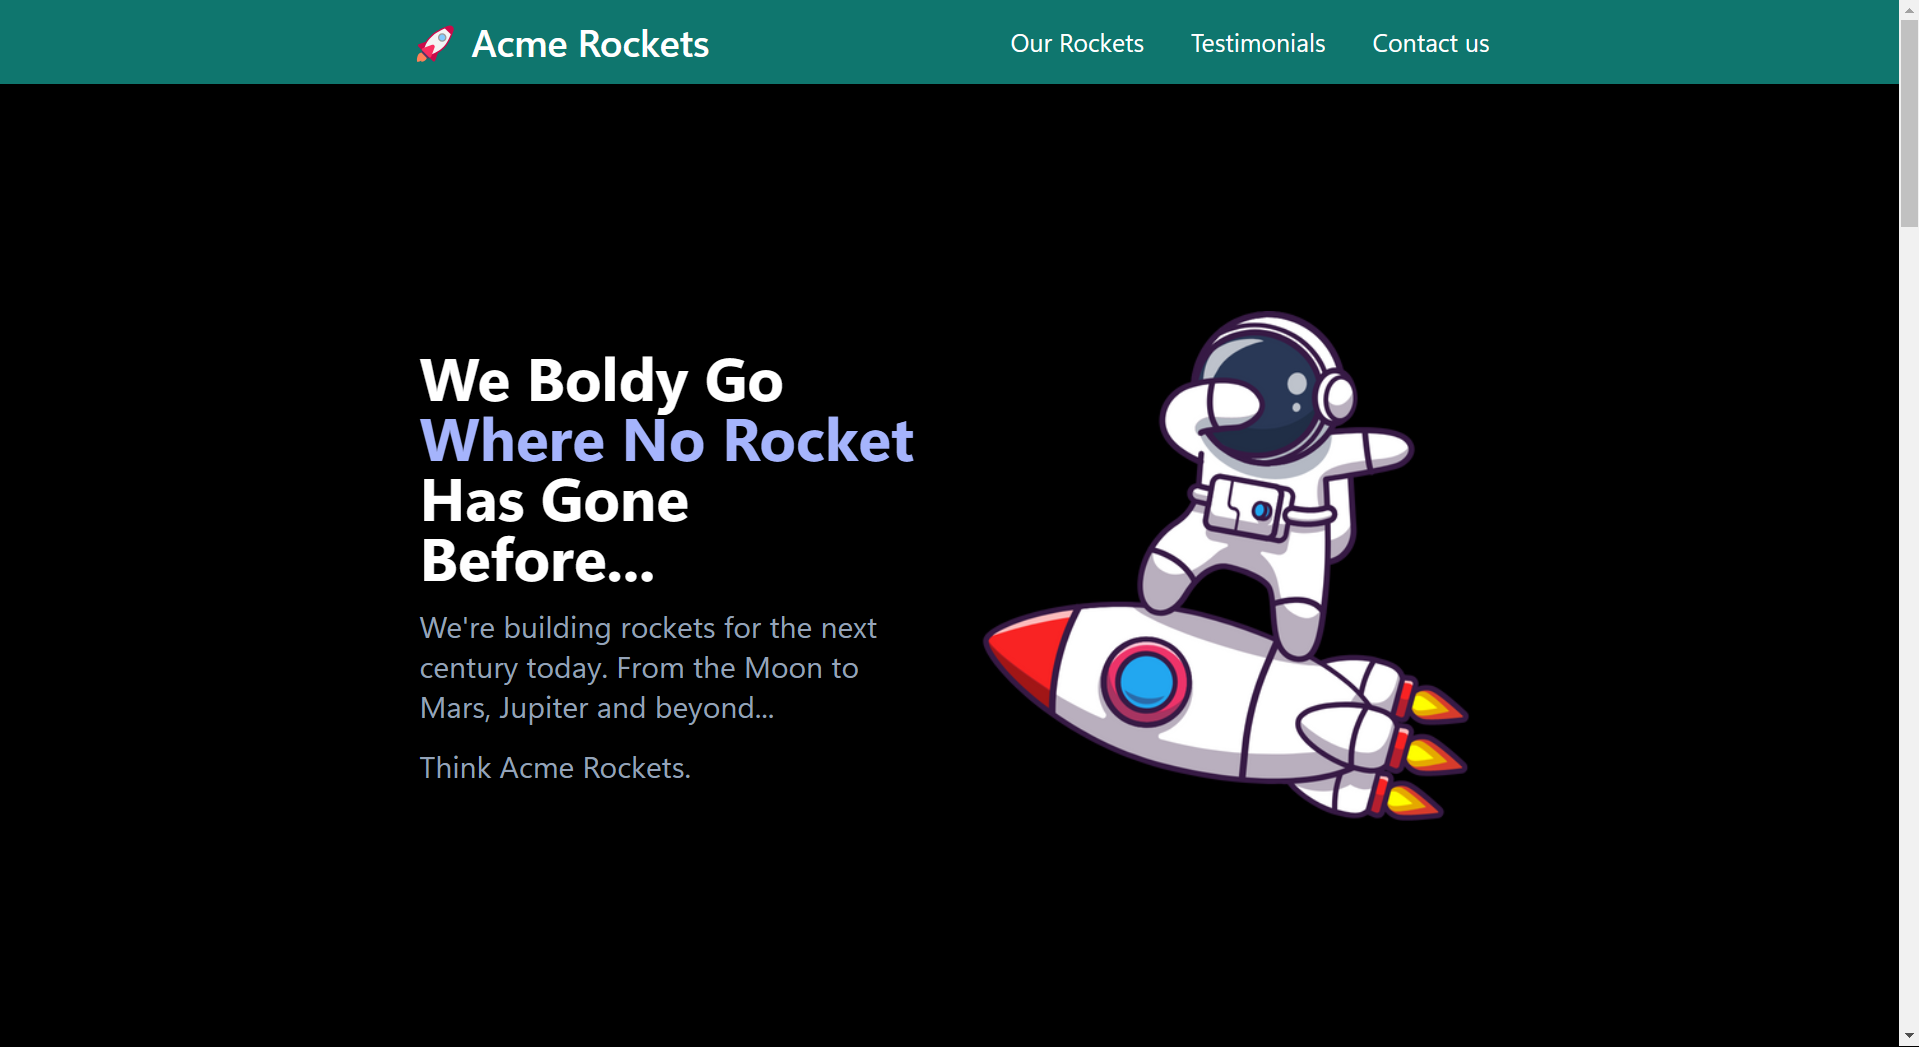 Acme Rockets
Our Rockets
Testimonials
Contact us
We Boldy Go
Where No Rocket
Has Gone
Before...
We're building rockets for the next
century today. From the Moon to
Mars, Jupiter and beyond...
Think Acme Rockets.